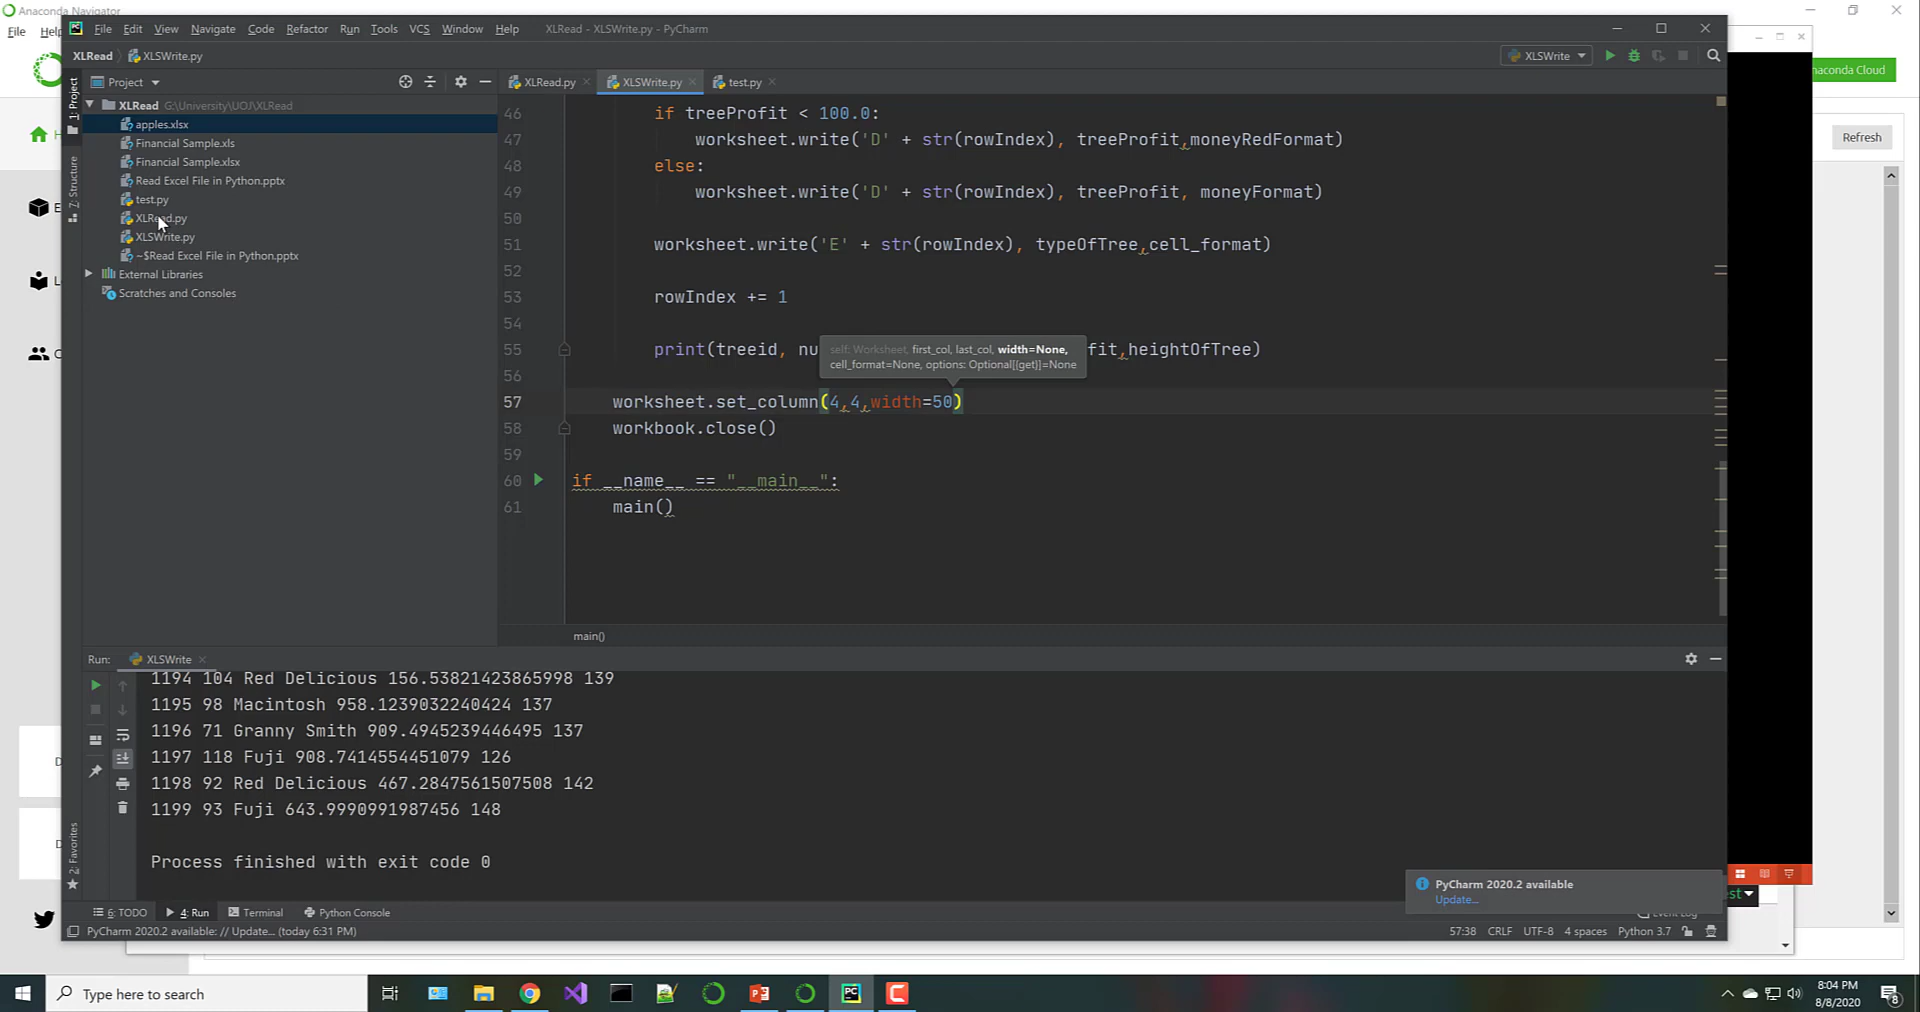 Anaconda Navigator
File Help
File Edit View Navigate Code Refactor Run Tools VCS Window Help XLRead - XLSWrite.py - PyCharm
XLRead XLSWrite.py XLSWrite
Project XLRead.py XLSWrite.py test.py
1: Project
7: Structure
2: Favorites
XLRead G:\University\UOJ\XLRead
apples.xlsx
Financial Sample.xls
Financial Sample.xlsx
Read Excel File in Python.pptx
test.py
XLRead.py
XLSWrite.py
~$Read Excel File in Python.pptx
External Libraries
Scratches and Consoles
46 if treeProfit < 100.0:
47 worksheet.write('D' + str(rowIndex), treeProfit,moneyRedFormat)
48 else:
49 worksheet.write('D' + str(rowIndex), treeProfit, moneyFormat)
50
51 worksheet.write('E' + str(rowIndex), typeOfTree,cell_format)
52
53 rowIndex += 1
54
self: Worksheet, first_col, last_col, width=None,
cell_format=None, options: Optional[{get}]=None
55 print(treeid, nu fit,heightOfTree)
56
57 worksheet.set_column(4,4,width=50)
58 workbook.close()
59
60 if __name__ == "__main__":
61 main()
main()
Run: XLSWrite
1194 104 Red Delicious 156.53821423865998 139
1195 98 Macintosh 958.1239032240424 137
1196 71 Granny Smith 909.4945239446495 137
1197 118 Fuji 908.7414554451079 126
1198 92 Red Delicious 467.2847561507508 142
1199 93 Fuji 643.9990991987456 148
Process finished with exit code 0
PyCharm 2020.2 available
Update...
6: TODO 4: Run Terminal Python Console Event Log
PyCharm 2020.2 available: // Update... (today 6:31 PM) 57:38 CRLF UTF-8 4 spaces Python 3.7
naconda Cloud
Refresh
Type here to search
8:04 PM
8/8/2020
8